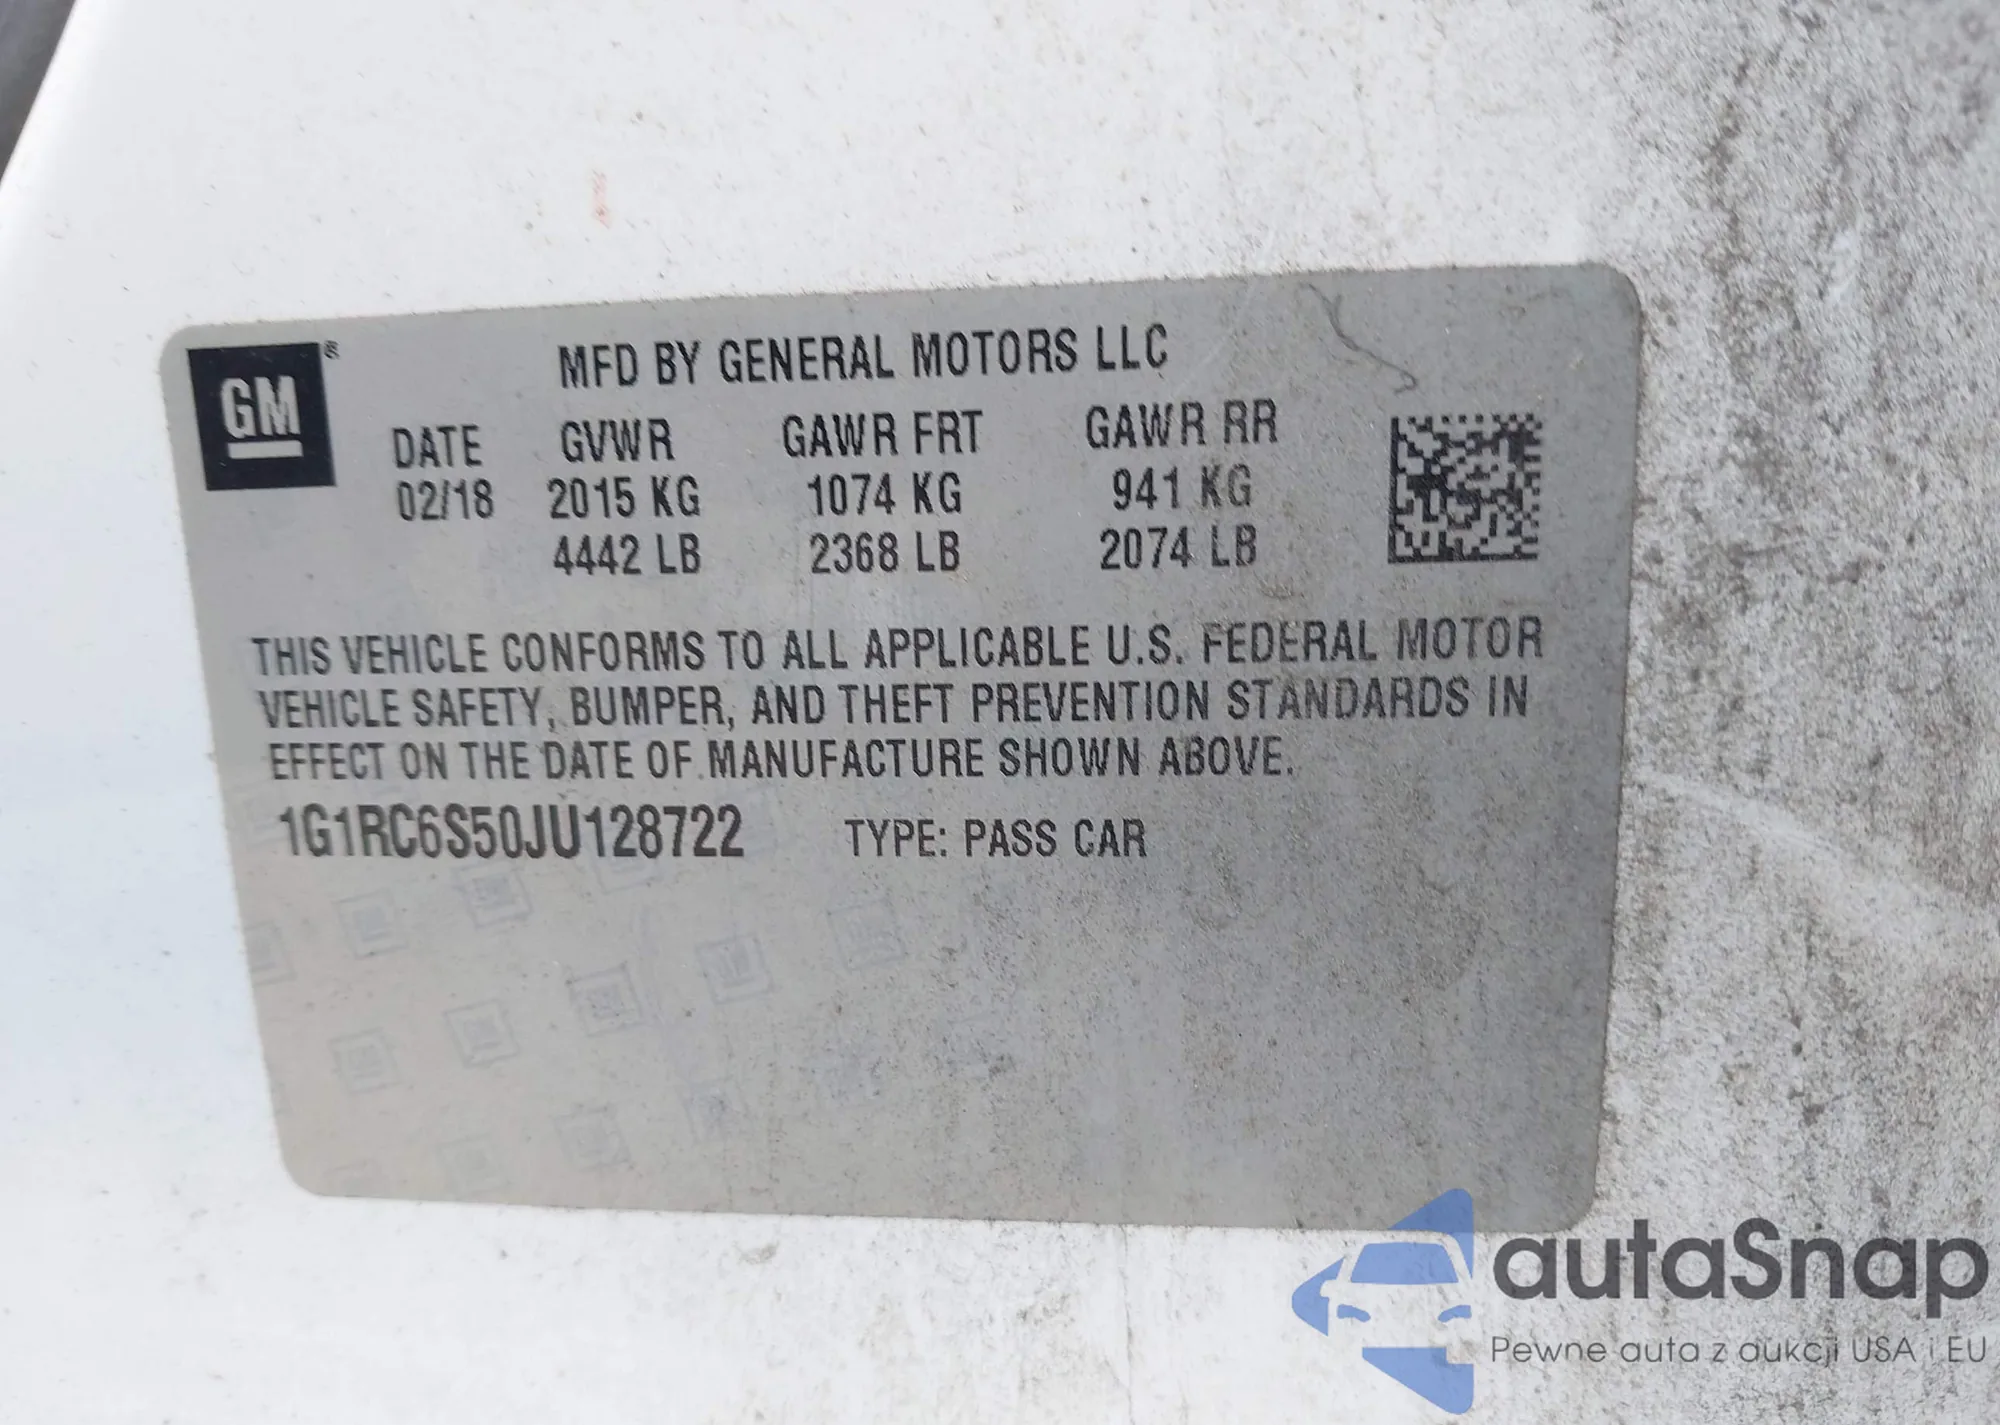 GM ®
MFD BY GENERAL MOTORS LLC
DATE GVWR GAWR FRT GAWR RR
02/18 2015 KG 1074 KG 941 KG
4442 LB 2368 LB 2074 LB
THIS VEHICLE CONFORMS TO ALL APPLICABLE U.S. FEDERAL MOTOR
VEHICLE SAFETY, BUMPER, AND THEFT PREVENTION STANDARDS IN
EFFECT ON THE DATE OF MANUFACTURE SHOWN ABOVE.
1G1RC6S50JU128722 TYPE: PASS CAR
autaSnap
Pewne auta z aukcji USA i EU